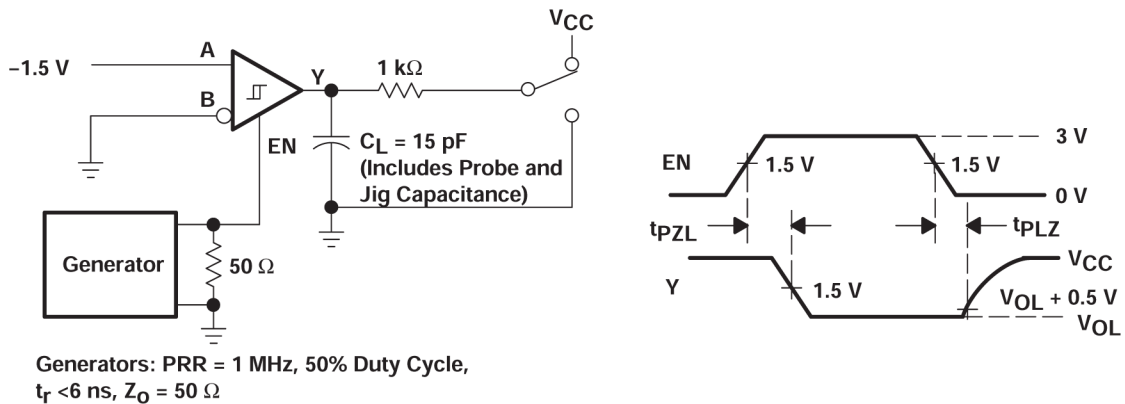 VCC
A
−1.5 V
Y
1 kΩ
B
EN
CL = 15 pF
(Includes Probe and
Jig Capacitance)
Generator
50 Ω
Generators: PRR = 1 MHz, 50% Duty Cycle,
tr <6 ns, ZO = 50 Ω
3 V
EN
1.5 V
1.5 V
0 V
tPZL
tPLZ
VCC
Y
1.5 V
VOL + 0.5 V
VOL